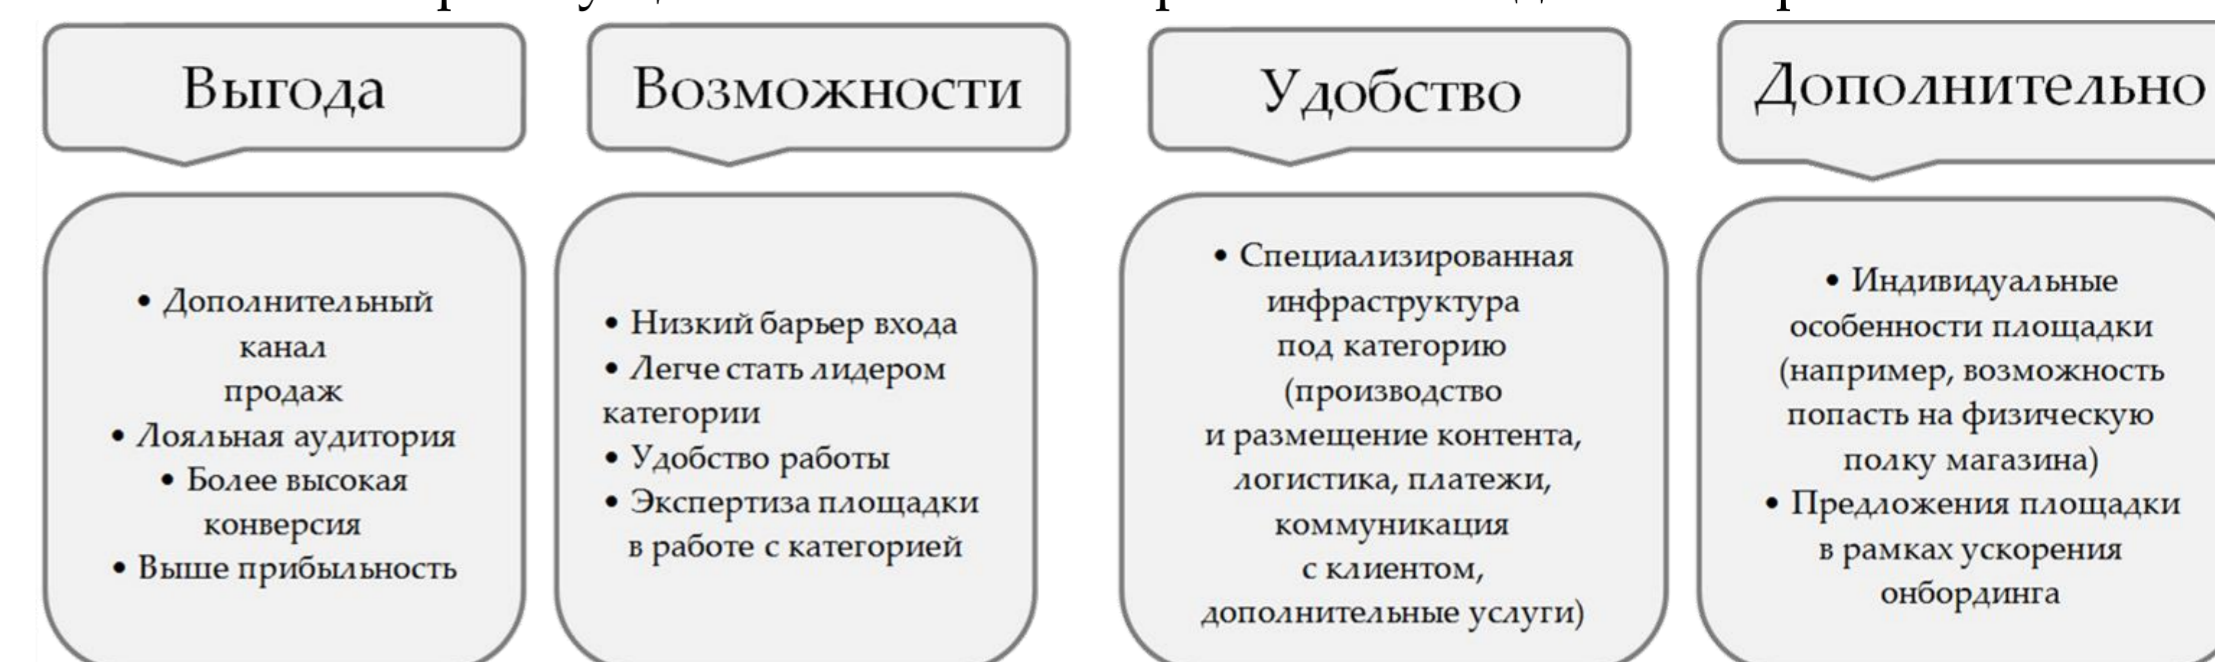 Выгода
• Дополнительный
канал
продаж
• Лояльная аудитория
• Более высокая
конверсия
• Выше прибыльность
Возможности
• Низкий барьер входа
• Легче стать лидером
категории
• Удобство работы
• Экспертиза площадки
в работе с категорией
Удобство
• Специализированная
инфраструктура
под категорию
(производство
и размещение контента,
логистика, платежи,
коммуникация
с клиентом,
дополнительные услуги)
Дополнительно
• Индивидуальные
особенности площадки
(например, возможность
попасть на физическую
полку магазина)
• Предложения площадки
в рамках ускорения
онбординга